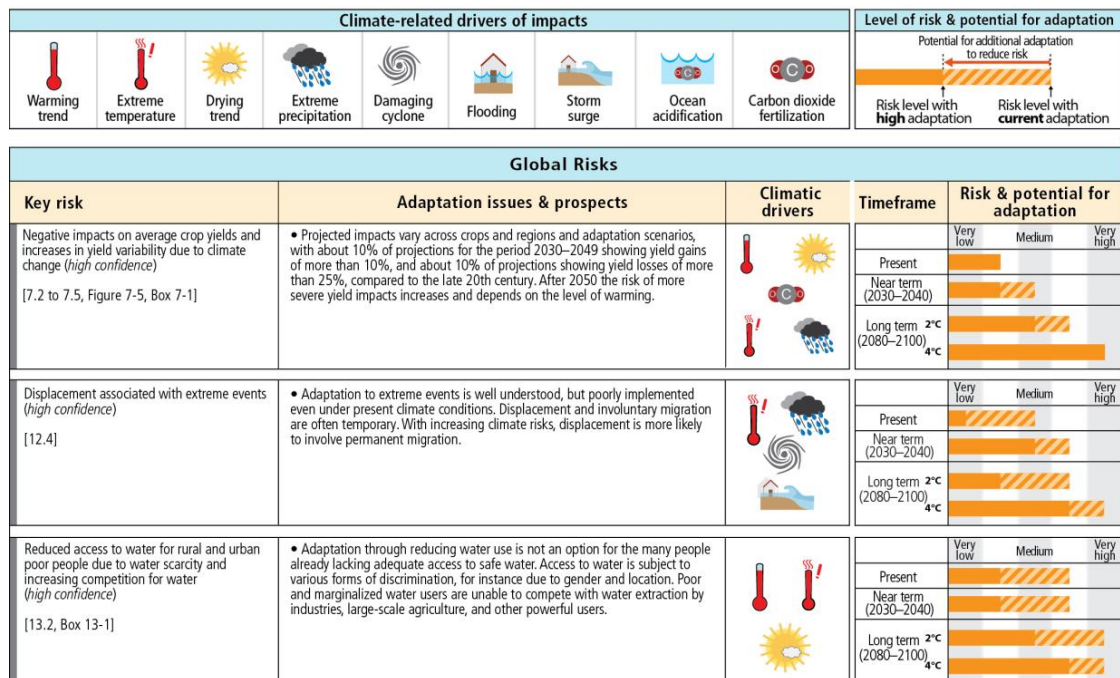 Climate-related drivers of impacts
Warming
trend
Extreme
temperature
Drying
trend
Extreme
precipitation
Damaging
cyclone
Flooding
Storm
surge
Ocean
acidification
Carbon dioxide
fertilization
C
C
Level of risk & potential for adaptation
Potential for additional adaptation
to reduce risk
Risk level with
high adaptation
Risk level with
current adaptation
Global Risks
Key risk
Adaptation issues & prospects
Climatic
drivers
Timeframe
Risk & potential for
adaptation
Negative impacts on average crop yields and
increases in yield variability due to climate
change (high confidence)
[7.2 to 7.5, Figure 7-5, Box 7-1]
• Projected impacts vary across crops and regions and adaptation scenarios,
with about 10% of projections for the period 2030–2049 showing yield gains
of more than 10%, and about 10% of projections showing yield losses of more
than 25%, compared to the late 20th century. After 2050 the risk of more
severe yield impacts increases and depends on the level of warming.
C
Very
low
Medium
Very
high
Present
Near term
(2030–2040)
Long term 2°C
(2080–2100)
4°C
Displacement associated with extreme events
(high confidence)
[12.4]
• Adaptation to extreme events is well understood, but poorly implemented
even under present climate conditions. Displacement and involuntary migration
are often temporary. With increasing climate risks, displacement is more likely
to involve permanent migration.
Very
low
Medium
Very
high
Present
Near term
(2030–2040)
Long term 2°C
(2080–2100)
4°C
Reduced access to water for rural and urban
poor people due to water scarcity and
increasing competition for water
(high confidence)
[13.2, Box 13-1]
• Adaptation through reducing water use is not an option for the many people
already lacking adequate access to safe water. Access to water is subject to
various forms of discrimination, for instance due to gender and location. Poor
and marginalized water users are unable to compete with water extraction by
industries, large-scale agriculture, and other powerful users.
Very
low
Medium
Very
high
Present
Near term
(2030–2040)
Long term 2°C
(2080–2100)
4°C